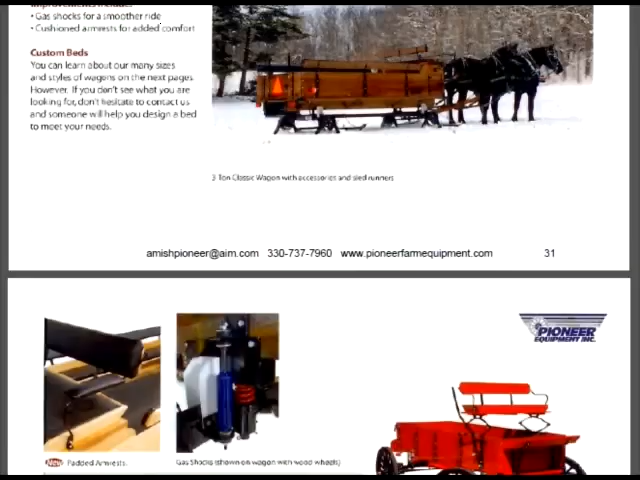 Improvements include:
• Gas shocks for a smoother ride
• Cushioned armrests for added comfort
Custom Beds
You can learn about our many sizes
and styles of wagons on the next pages.
However, If you don't see what you are
looking for, don't hesitate to contact us
and someone will help you design a bed
to meet your needs.
3 Ton Classic Wagon with accessories and sled runners
amishpioneer@aim.com 330-737-7960 www.pioneerfarmequipment.com 31
PIONEER
EQUIPMENT INC.
New Padded Armrests.
Gas Shocks (shown on wagon with wood wheels)